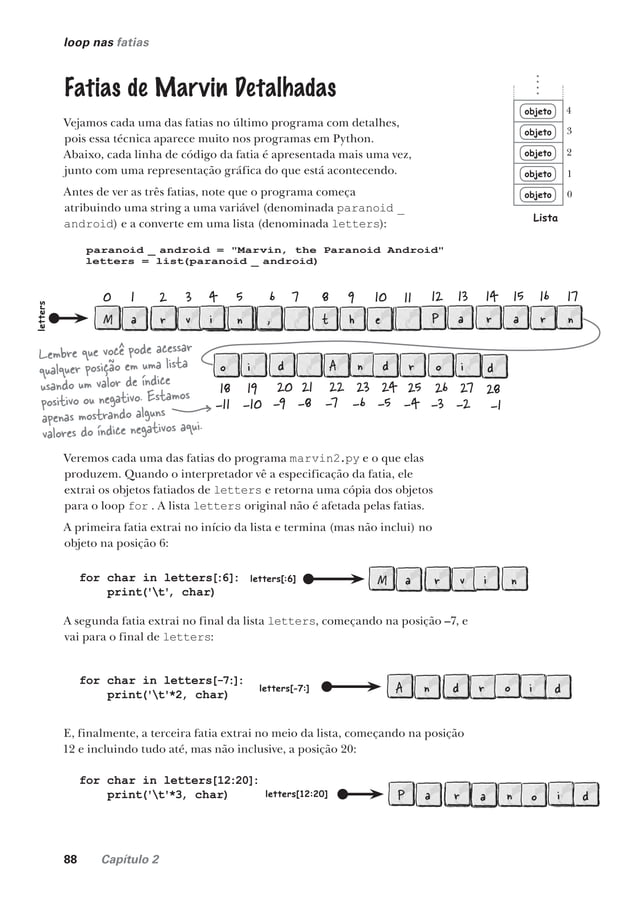 loop nas fatias
Fatias de Marvin Detalhadas
Vejamos cada uma das fatias no último programa com detalhes,
pois essa técnica aparece muito nos programas em Python.
Abaixo, cada linha de código da fatia é apresentada mais uma vez,
junto com uma representação gráfica do que está acontecendo.
Antes de ver as três fatias, note que o programa começa
atribuindo uma string a uma variável (denominada paranoid _
android) e a converte em uma lista (denominada letters):
objeto 4
objeto 3
objeto 2
objeto 1
objeto 0
Lista
paranoid _ android = "Marvin, the Paranoid Android"
letters = list(paranoid _ android)
0 1 2 3 4 5 6 7 8 9 10 11 12 13 14 15 16 17
letters
M a r v i n , t h e P a r a r n
Lembre que você pode acessar
qualquer posição em uma lista
usando um valor de índice
positivo ou negativo. Estamos
apenas mostrando alguns
valores do índice negativos aqui.
o i d A n d r o i d
18 19 20 21 22 23 24 25 26 27 28
-11 -10 -9 -8 -7 -6 -5 -4 -3 -2 -1
Veremos cada uma das fatias do programa marvin2.py e o que elas
produzem. Quando o interpretador vê a especificação da fatia, ele
extrai os objetos fatiados de letters e retorna uma cópia dos objetos
para o loop for . A lista letters original não é afetada pelas fatias.
A primeira fatia extrai no início da lista e termina (mas não inclui) no
objeto na posição 6:
for char in letters[:6]:
print('\t', char)
letters[:6]
M a r v i n
A segunda fatia extrai no final da lista letters, começando na posição –7, e
vai para o final de letters:
for char in letters[-7:]:
print('\t'*2, char)
letters[-7:]
A n d r o i d
E, finalmente, a terceira fatia extrai no meio da lista, começando na posição
12 e incluindo tudo até, mas não inclusive, a posição 20:
for char in letters[12:20]:
print('\t'*3, char)
letters[12:20]
P a r a n o i d
88 Capítulo 2